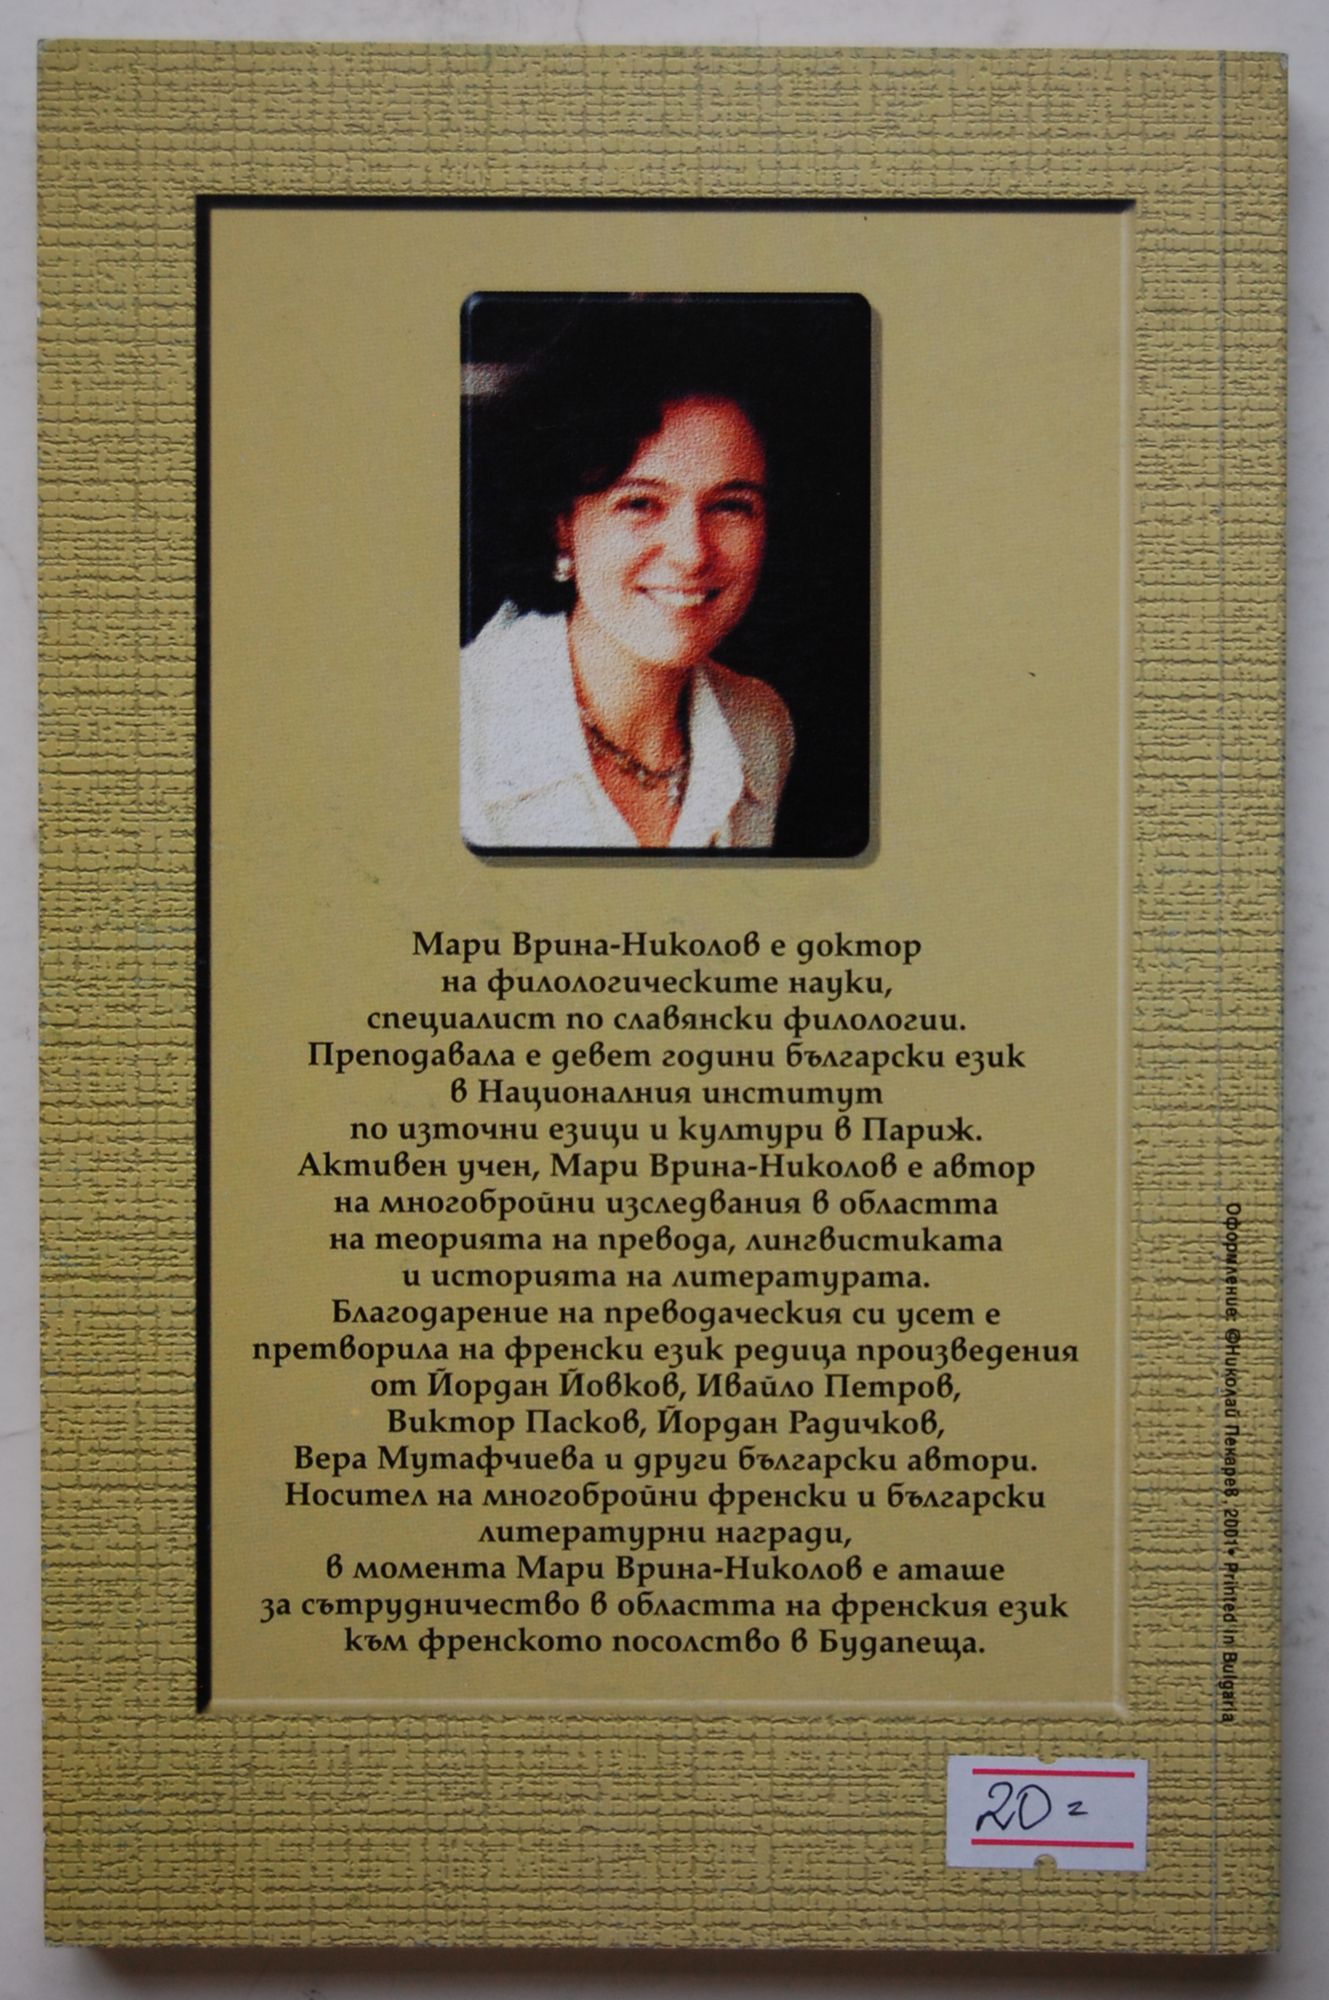 Мари Врина-Николов е доктор
на филологическите науки,
специалист по славянски филологии.
Преподавала е девет години български език
в Националния институт
по източни езици и култури в Париж.
Активен учен, Мари Врина-Николов е автор
на многобройни изследвания в областта
на теорията на превода, лингвистиката
и историята на литературата.
Благодарение на преводаческия си усет е
претворила на френски език редица произведения
от Йордан Йовков, Ивайло Петров,
Виктор Пасков, Йордан Радичков,
Вера Мутафчиева и други български автори.
Носител на многобройни френски и български
литературни награди,
в момента Мари Врина-Николов е аташе
за сътрудничество в областта на френския език
към френското посолство в Будапеща.
Оформление ©Николай Пекарев, 2001• Printed in Bulgaria
20=